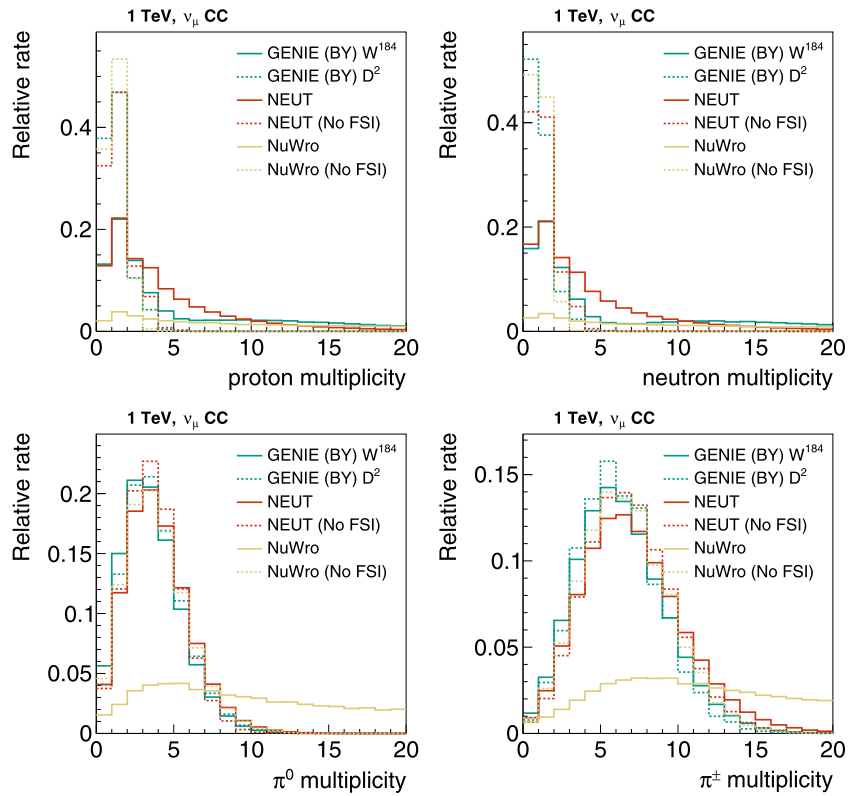 1 TeV, νμ CC
Relative rate
0.4
0.2
0
0 5 10 15 20
proton multiplicity
GENIE (BY) W¹⁸⁴
GENIE (BY) D²
NEUT
NEUT (No FSI)
NuWro
NuWro (No FSI)
1 TeV, νμ CC
Relative rate
0.4
0.2
0
0 5 10 15 20
neutron multiplicity
GENIE (BY) W¹⁸⁴
GENIE (BY) D²
NEUT
NEUT (No FSI)
NuWro
NuWro (No FSI)
1 TeV, νμ CC
Relative rate
0.2
0.15
0.1
0.05
0
0 5 10 15 20
π⁰ multiplicity
GENIE (BY) W¹⁸⁴
GENIE (BY) D²
NEUT
NEUT (No FSI)
NuWro
NuWro (No FSI)
1 TeV, νμ CC
Relative rate
0.15
0.1
0.05
0
0 5 10 15 20
π± multiplicity
GENIE (BY) W¹⁸⁴
GENIE (BY) D²
NEUT
NEUT (No FSI)
NuWro
NuWro (No FSI)